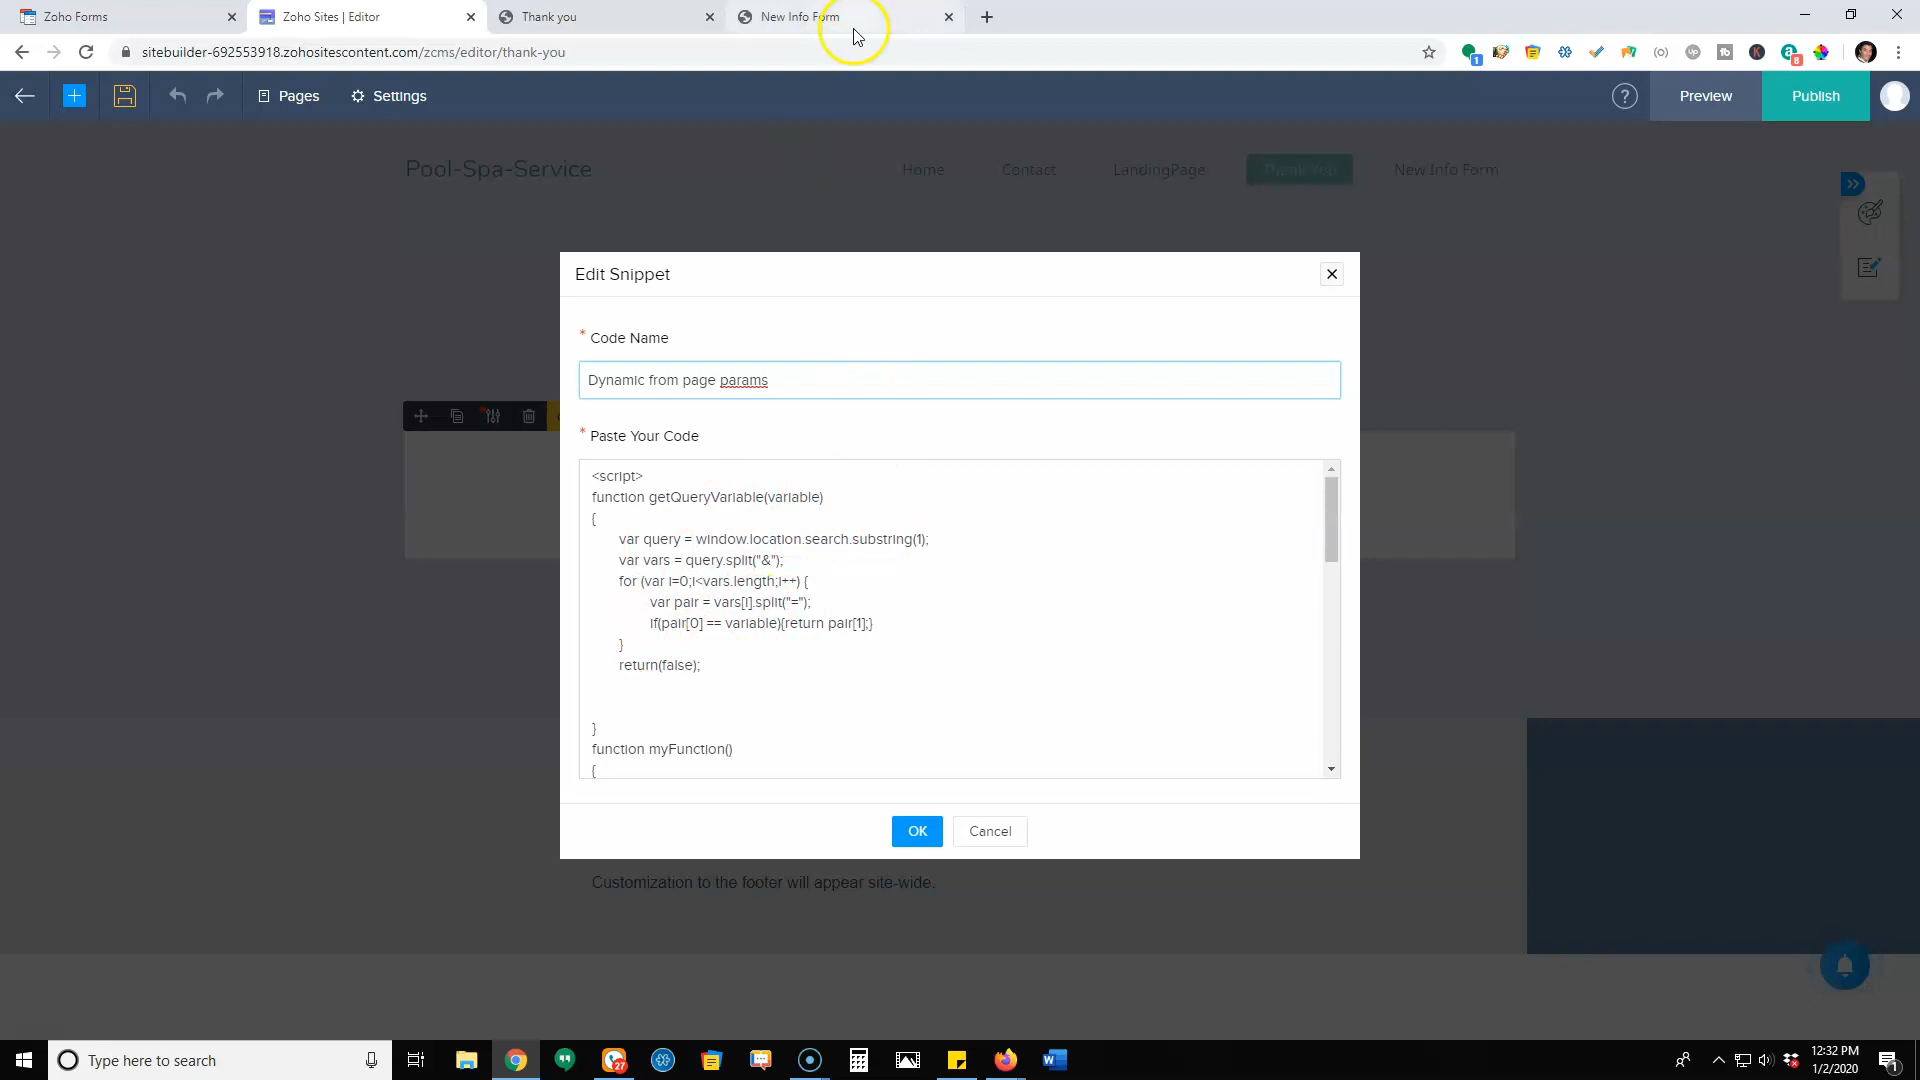 Zoho Forms
Zoho Sites | Editor
Thank you
New Info Form
sitebuilder-692553918.zohositescontent.com/zcms/editor/thank-you
Pages
Settings
Preview
Publish
Pool-Spa-Service
Home
Contact
LandingPage
Thank You
New Info Form
Edit Snippet
* Code Name
Dynamic from page params
* Paste Your Code
<script>
function getQueryVariable(variable)
{
var query = window.location.search.substring(1);
var vars = query.split("&");
for (var i=0;i<vars.length;i++) {
var pair = vars[i].split("=");
if(pair[0] == variable){return pair[1];}
}
return(false);
}
function myFunction()
{
OK
Cancel
Customization to the footer will appear site-wide.
Type here to search
27
12:32 PM
1/2/2020